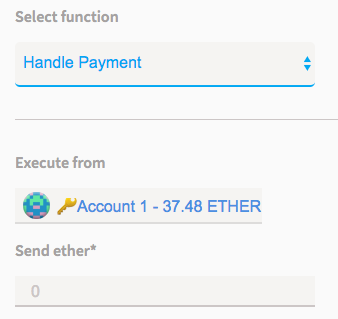 Select function
Handle Payment
Execute from
Account 1 - 37.48 ETHER
Send ether*
0